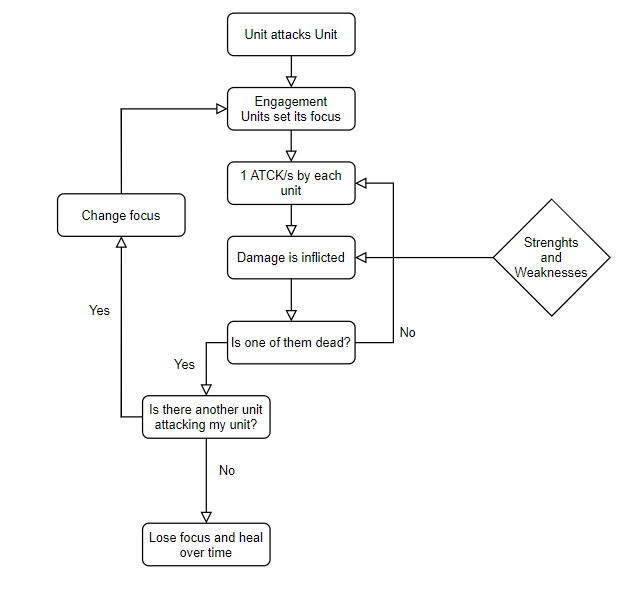 Unit attacks Unit
Engagement
Units set its focus
1 ATCK/s by each
unit
Change focus
Strenghts
and
Weaknesses
Damage is inflicted
Yes
No
Is one of them dead?
Yes
Is there another unit
attacking my unit?
No
Lose focus and heal
over time